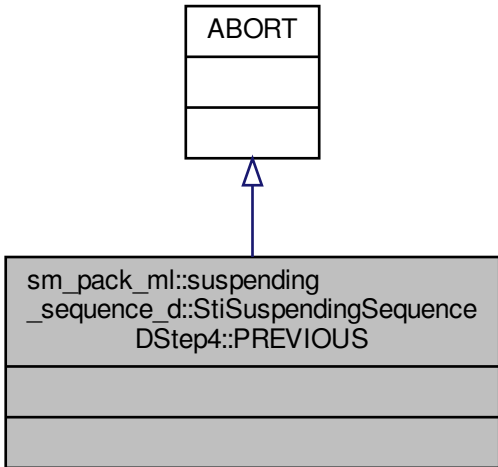 ABORT
sm_pack_ml::suspending
_sequence_d::StiSuspendingSequence
DStep4::PREVIOUS